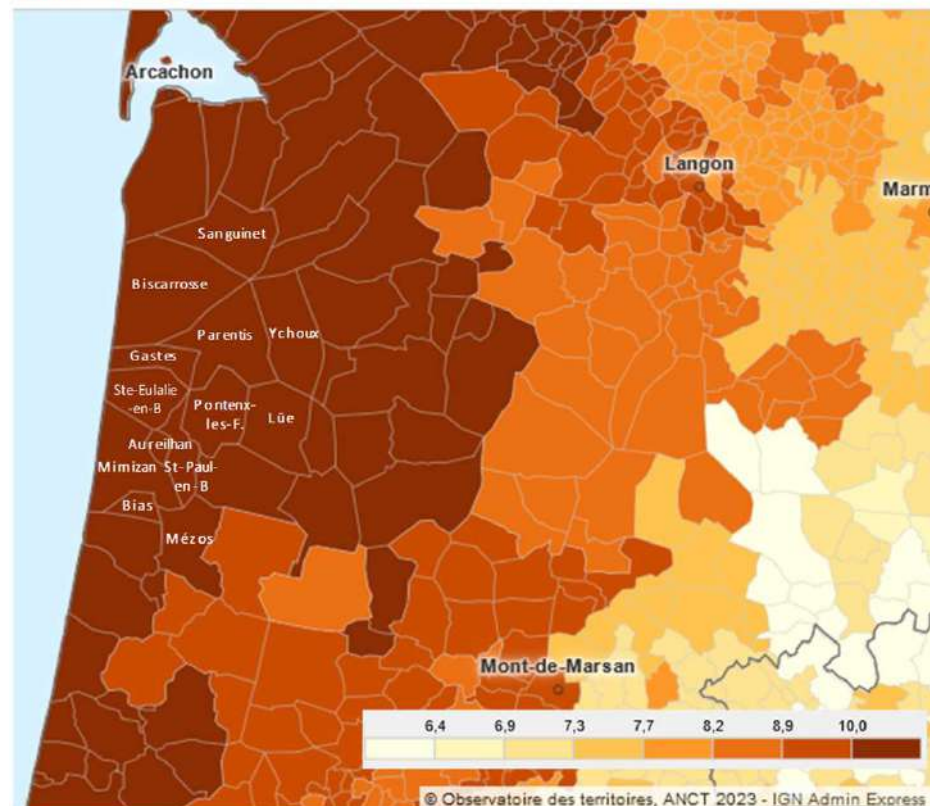 Arcachon
Langon
Marm
Sanguinet
Biscarrosse
Parentis
Ychoux
Gastes
Ste-Eulalie
-en-B
Pontenx-
les-F.
Lüe
Aureilhan
Mimizan
St-Paul-
en-B
Bias
Mézos
Mont-de-Marsan
6,4 6,9 7,3 7,7 8,2 8,9 10,0
© Observatoire des territoires, ANCT 2023 - IGN Admin Express